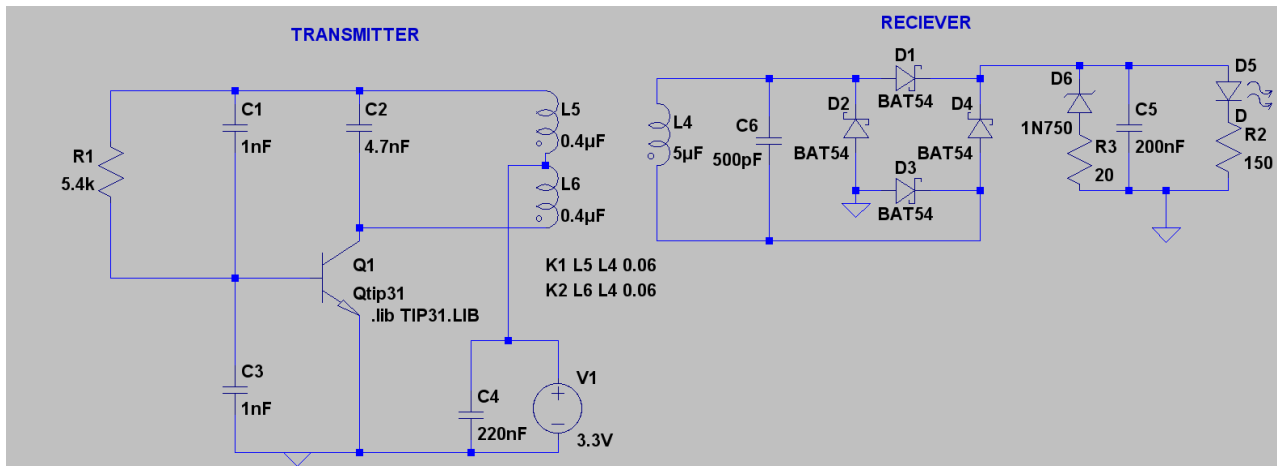 TRANSMITTER
RECIEVER
R1
5.4k
C1
1nF
C2
4.7nF
L5
0.4µF
L6
0.4µF
Q1
Qtip31
.lib TIP31.LIB
K1 L5 L4 0.06
K2 L6 L4 0.06
C3
1nF
C4
220nF
V1
3.3V
L4
5µF
C6
500pF
D1
BAT54
D2
BAT54
D4
BAT54
D3
BAT54
D6
1N750
R3
20
C5
200nF
D5
D
R2
150